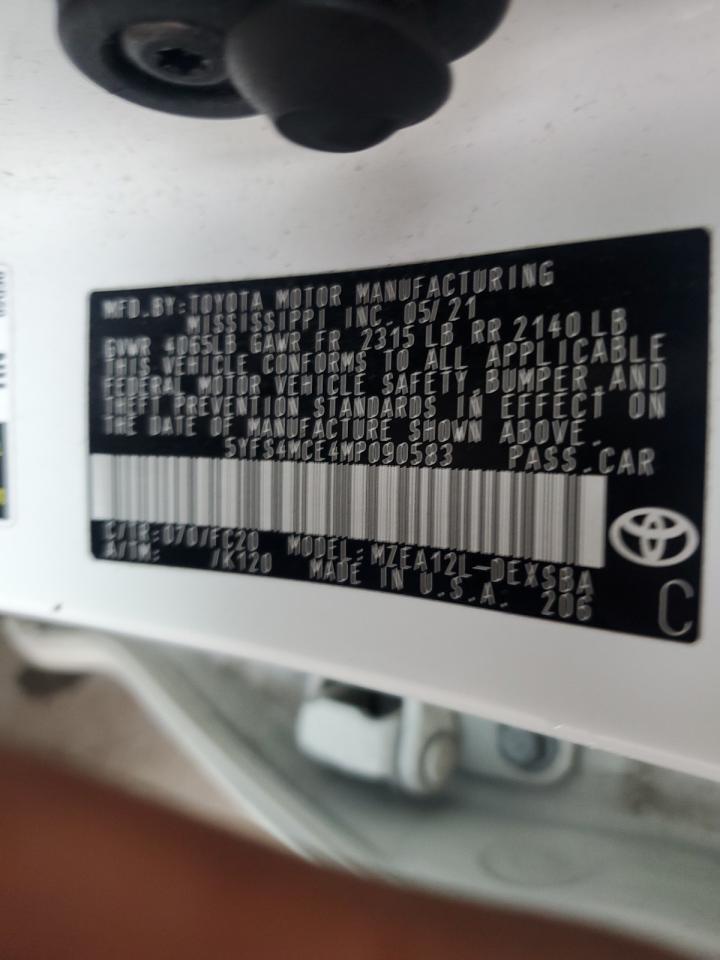 MFD.BY:TOYOTA MOTOR MANUFACTURING
MISSISSIPPI INC. 05/21
GVWR 4065LB GAWR FR 2315 LB RR 2140 LB
THIS VEHICLE CONFORMS TO ALL APPLICABLE
FEDERAL MOTOR VEHICLE SAFETY, BUMPER, AND
THEFT PREVENTION STANDARDS IN EFFECT ON
THE DATE OF MANUFACTURE SHOWN ABOVE.
5YFS4MCE4MP090583 PASS.CAR
C/TR:070/FC20 MODEL:MZEA12L-DEXSBA
A/TM: /K120 MADE IN U.S.A. 206
C